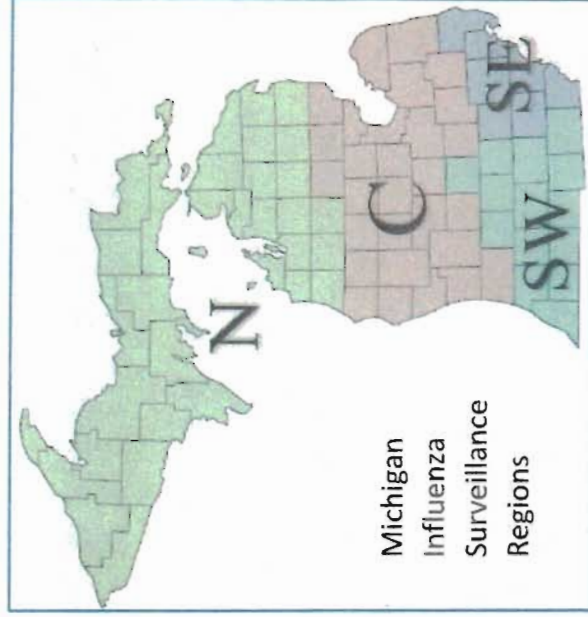 N
C
SW
SE
Michigan
Influenza
Surveillance
Regions